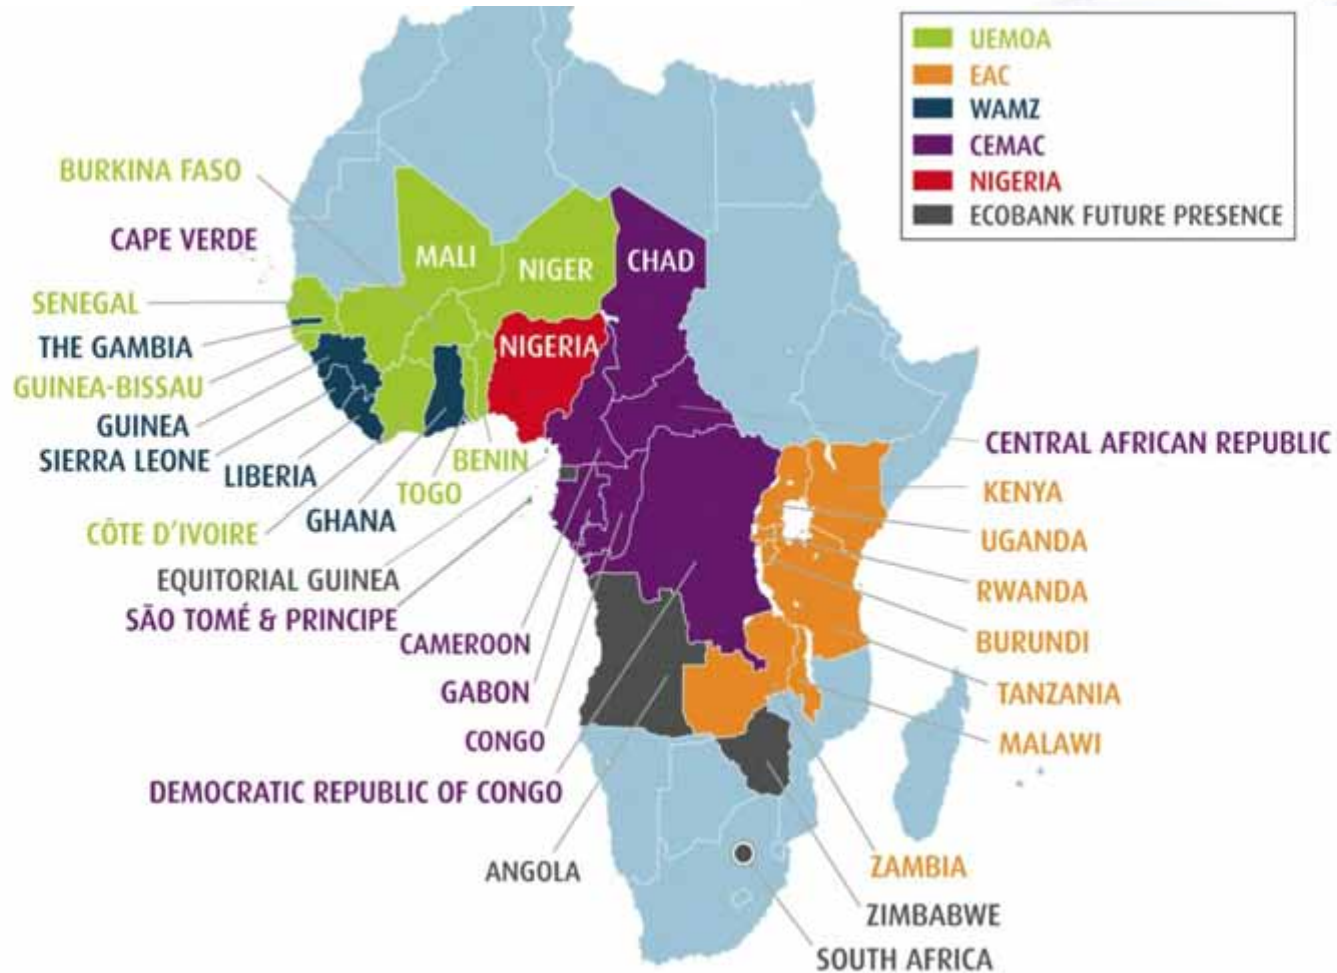 UEMOA
EAC
WAMZ
CEMAC
NIGERIA
ECOBANK FUTURE PRESENCE
BURKINA FASO
CAPE VERDE
MALI
NIGER
CHAD
SENEGAL
THE GAMBIA
NIGERIA
GUINEA-BISSAU
GUINEA
SIERRA LEONE
LIBERIA
BENIN
TOGO
GHANA
CÔTE D'IVOIRE
EQUITORIAL GUINEA
SÃO TOMÉ & PRINCIPE
CAMEROON
GABON
CONGO
DEMOCRATIC REPUBLIC OF CONGO
ANGOLA
CENTRAL AFRICAN REPUBLIC
KENYA
UGANDA
RWANDA
BURUNDI
TANZANIA
MALAWI
ZAMBIA
ZIMBABWE
SOUTH AFRICA